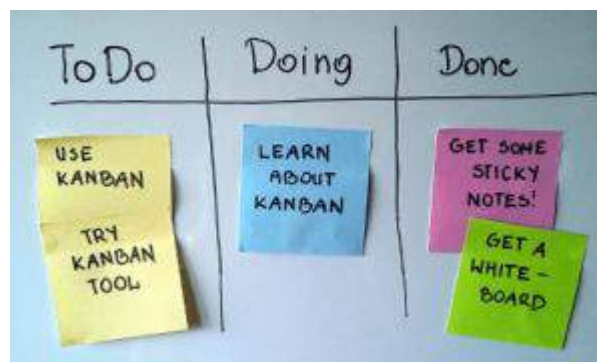 To Do
Doing
Done
USE
KANBAN
TRY
KANBAN
TOOL
LEARN
ABOUT
KANBAN
GET SOME
STICKY
NOTES!
GET A
WHITE-
BOARD